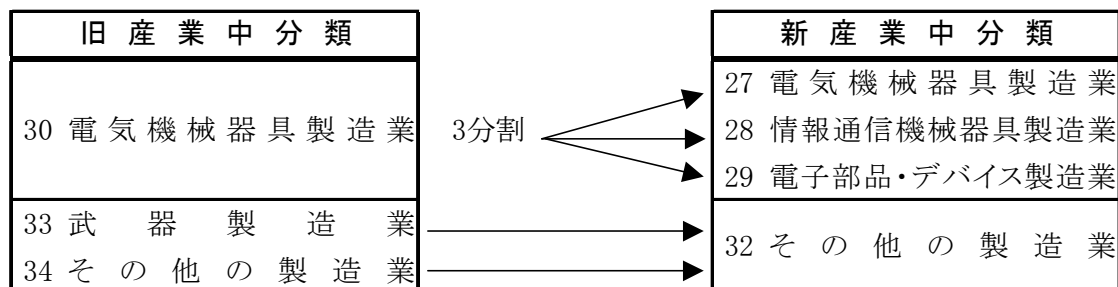 旧産業中分類
新産業中分類
30 電気機械器具製造業
3分割
27 電気機械器具製造業
28 情報通信機械器具製造業
29 電子部品・デバイス製造業
33 武器製造業
34 その他の製造業
32 その他の製造業